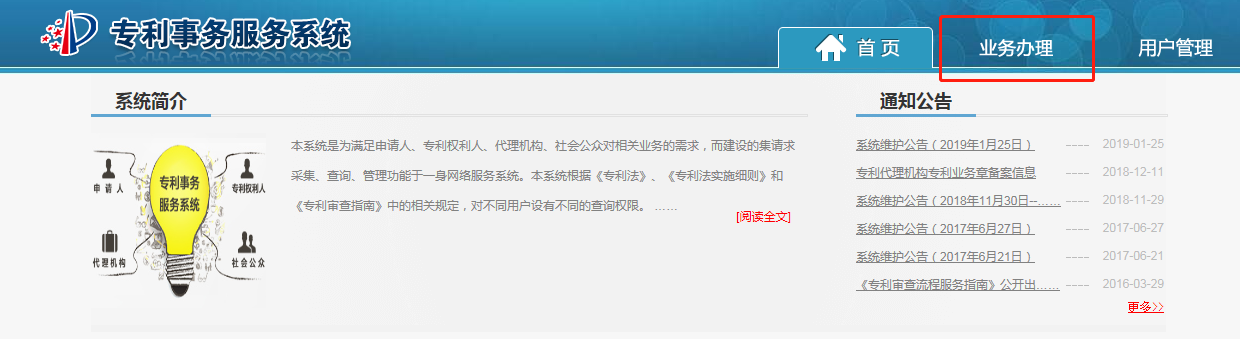 专利事务服务系统
首 页
业务办理
用户管理
系统简介
本系统是为满足申请人、专利权利人、代理机构、社会公众对相关业务的需求，而建设的集请求
采集、查询、管理功能于一身网络服务系统。本系统根据《专利法》、《专利法实施细则》和
《专利审查指南》中的相关规定，对不同用户设有不同的查询权限。 ……
[阅读全文]
申 请 人
专利权利人
专利事务
服务系统
代理机构
社会公众
通知公告
系统维护公告（2019年1月25日） ---- 2019-01-25
专利代理机构专利业务章备案信息 ---- 2018-12-11
系统维护公告（2018年11月30日--…… ---- 2018-11-29
系统维护公告（2017年6月27日） ---- 2017-06-27
系统维护公告（2017年6月21日） ---- 2017-06-21
《专利审查流程服务指南》公开出…… ---- 2016-03-29
更多>>